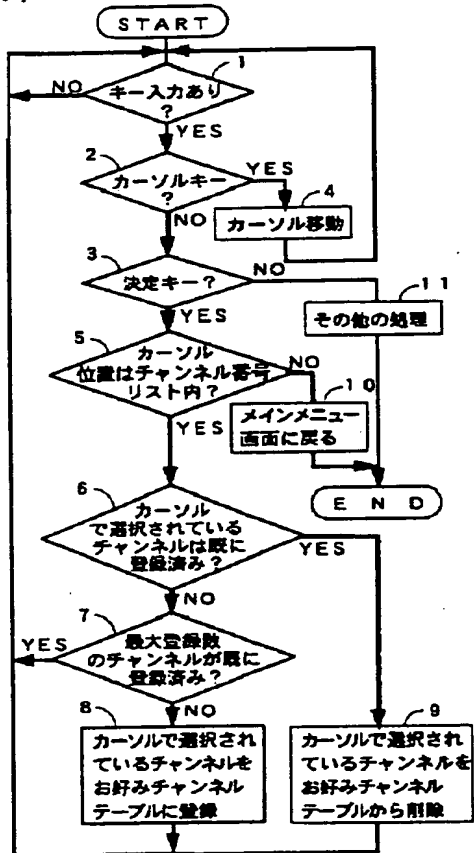 START
1
キー入力あり
?
NO
YES
2
カーソルキー
?
YES
4
カーソル移動
NO
3
決定キー?
NO
11
その他の処理
YES
5
カーソル
位置はチャンネル番号
リスト内?
NO
10
メインメニュー
画面に戻る
YES
END
6
カーソル
で選択されている
チャンネルは既に
登録済み?
YES
NO
7
最大登録数
のチャンネルが既に
登録済み?
YES
NO
8
カーソルで選択され
ているチャンネルを
お好みチャンネル
テーブルに登録
9
カーソルで選択され
ているチャンネルを
お好みチャンネル
テーブルから削除